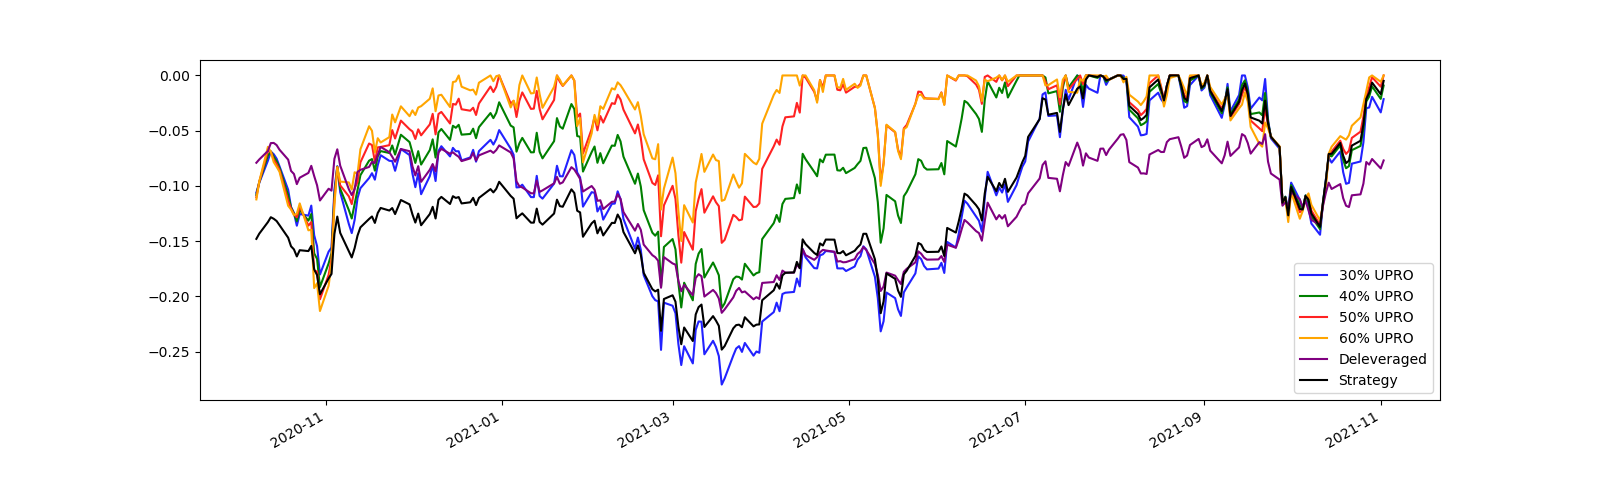 0.00
−0.05
−0.10
−0.15
−0.20
−0.25
30% UPRO
40% UPRO
50% UPRO
60% UPRO
Deleveraged
Strategy
2020-11
2021-01
2021-03
2021-05
2021-07
2021-09
2021-11